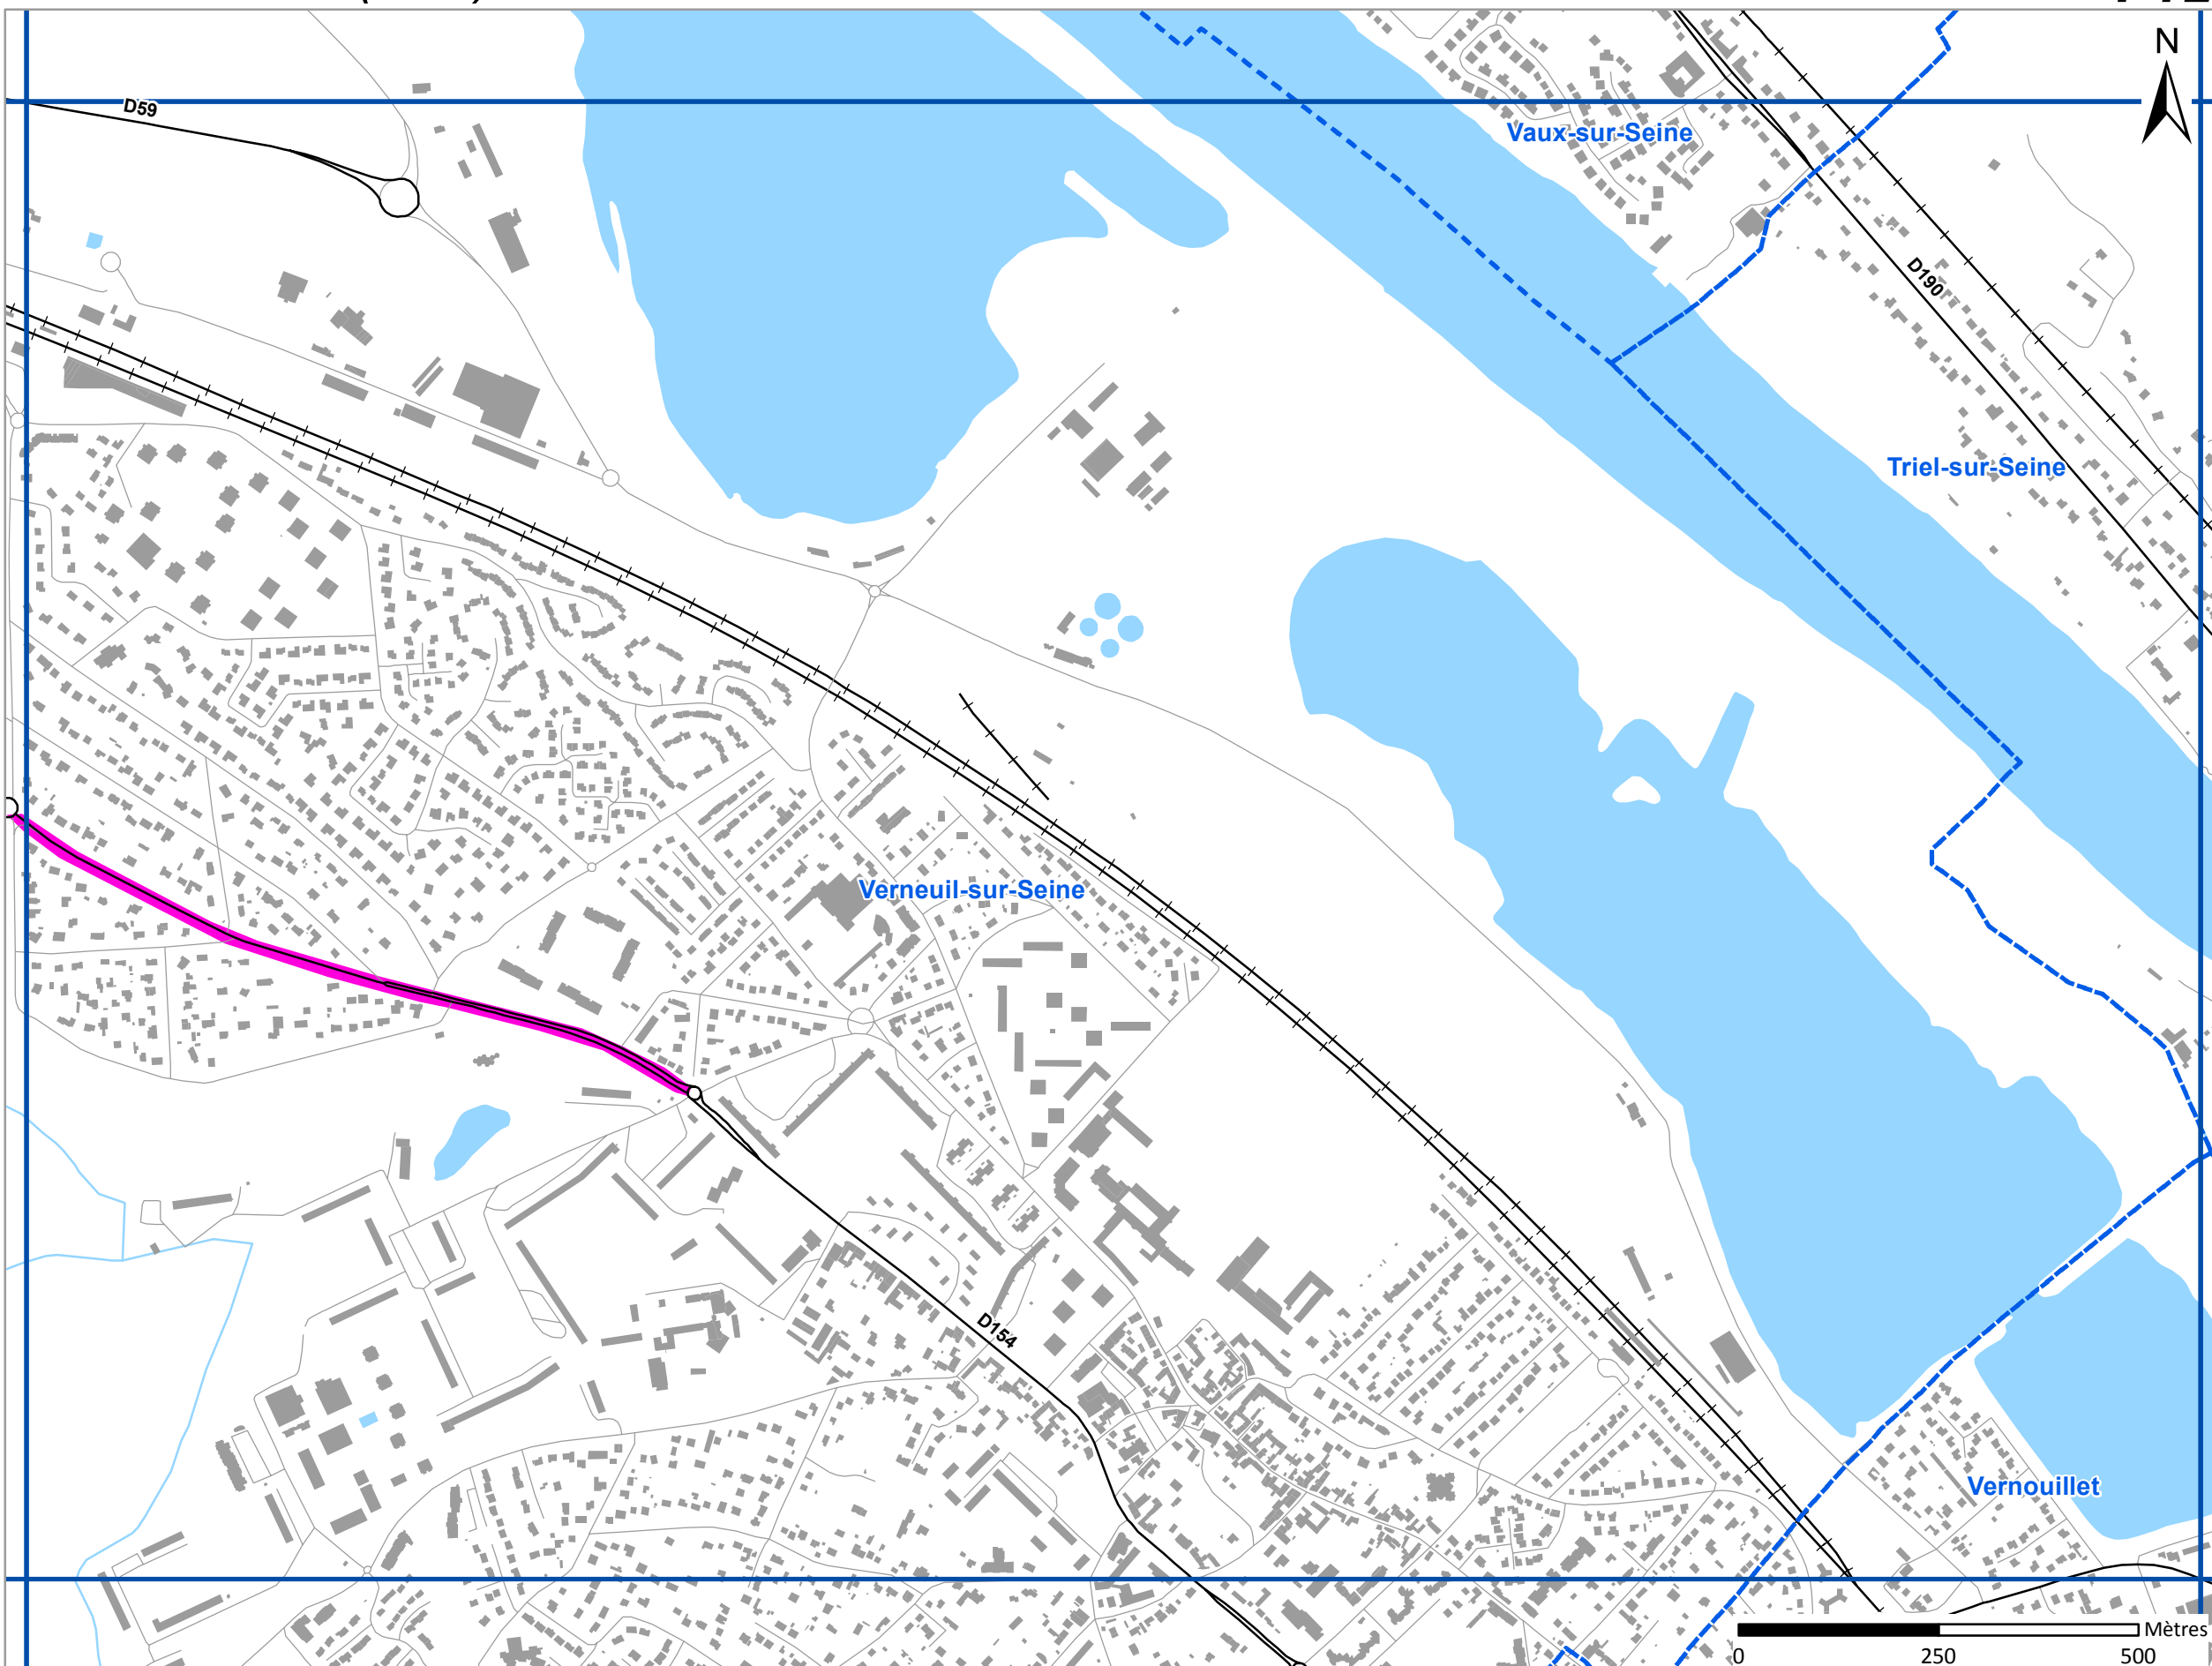 N
D59
Vaux-sur-Seine
D190
Triel-sur-Seine
Verneuil-sur-Seine
D154
Vernouillet
Mètres
0 250 500